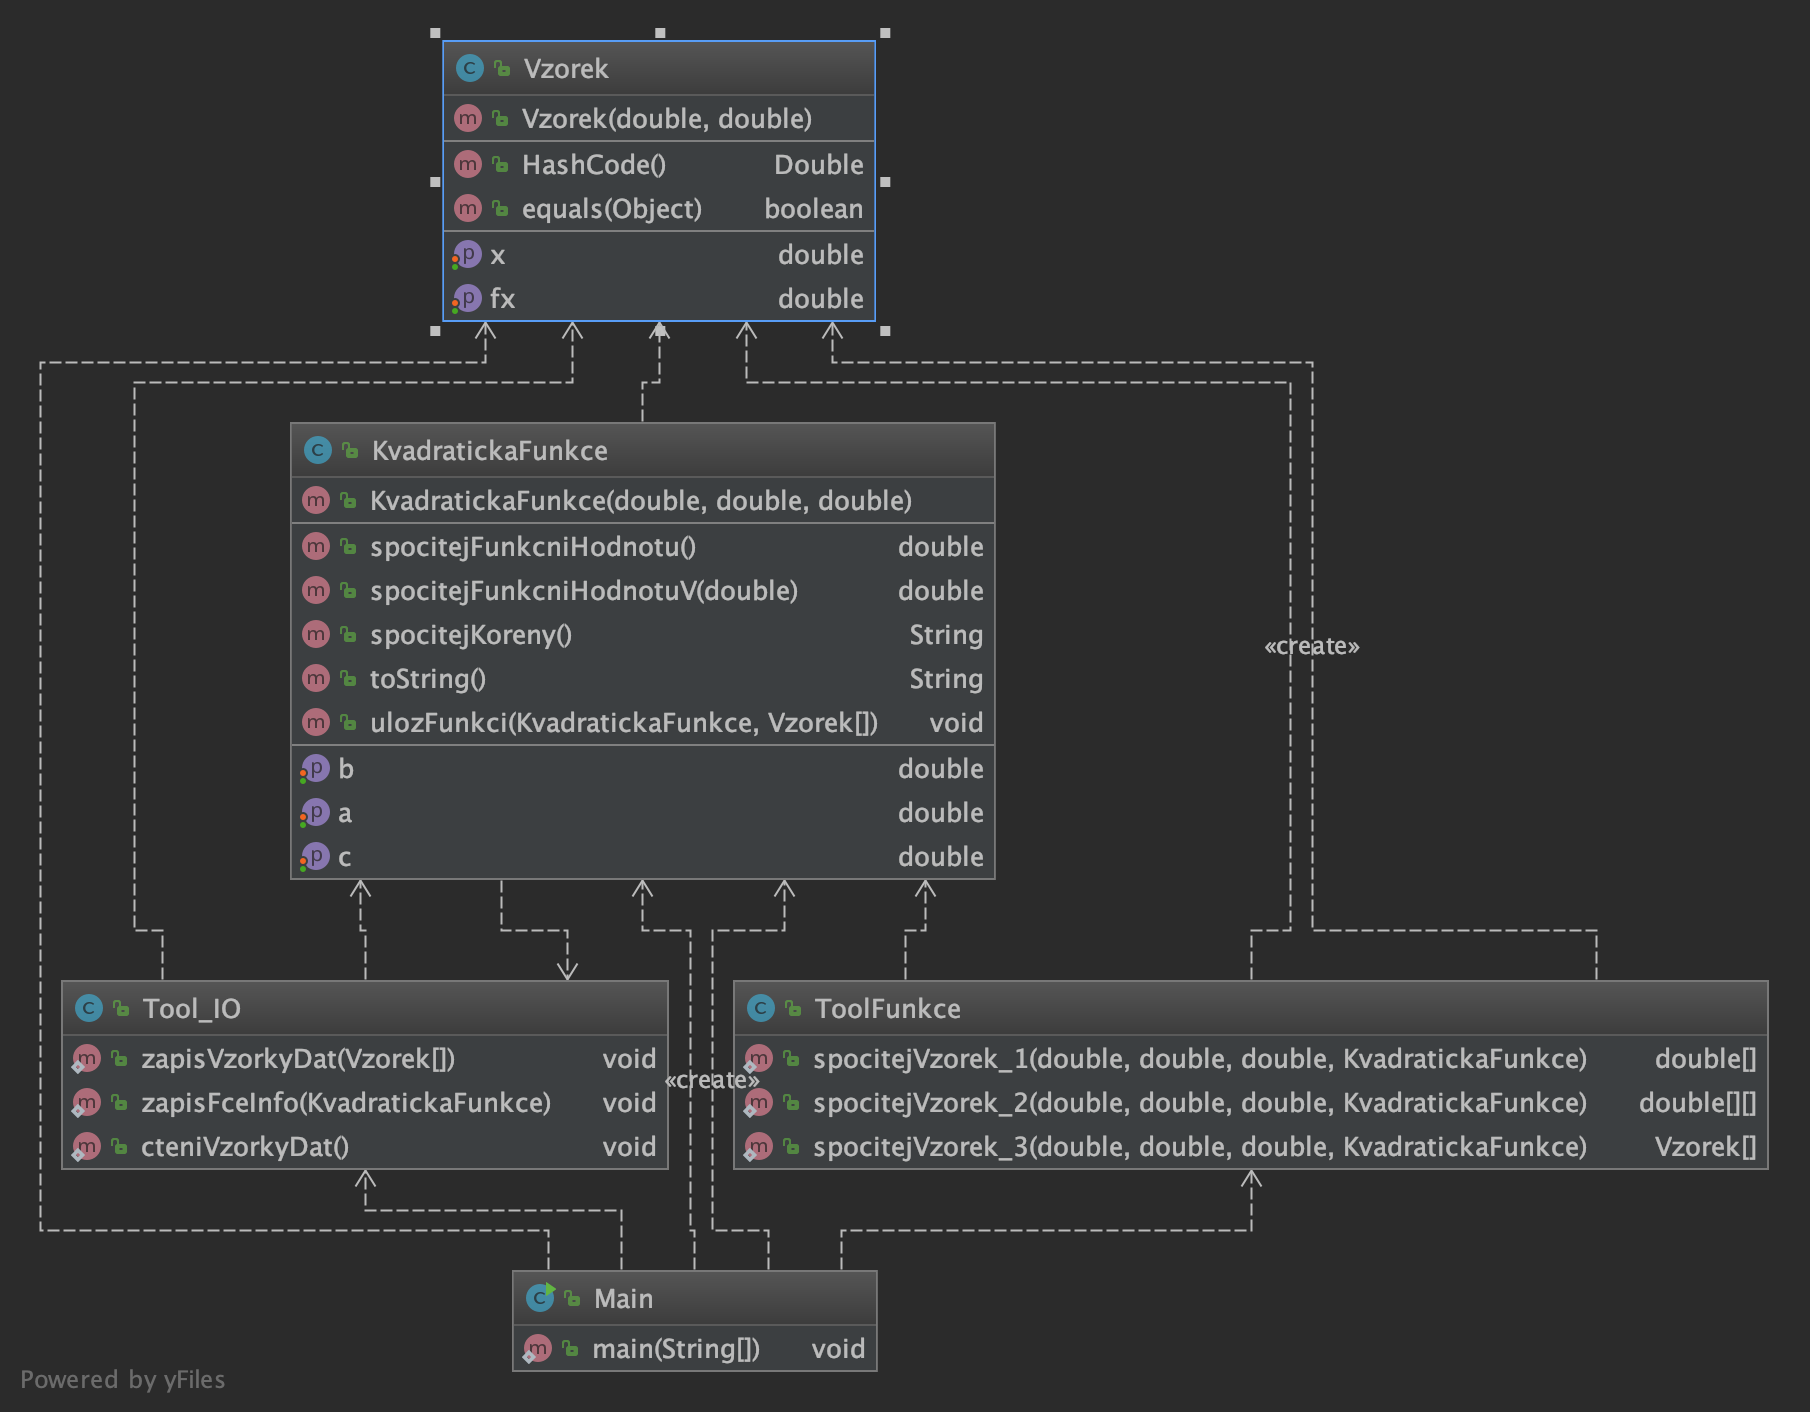 C Vzorek
m Vzorek(double, double)
m HashCode() Double
m equals(Object) boolean
p x double
p fx double
C KvadratickaFunkce
m KvadratickaFunkce(double, double, double)
m spocitejFunkcniHodnotu() double
m spocitejFunkcniHodnotuV(double) double
m spocitejKoreny() String
m toString() String
m ulozFunkci(KvadratickaFunkce, Vzorek[]) void
p b double
p a double
p c double
«create»
C Tool_IO
m zapisVzorkyDat(Vzorek[]) void
m zapisFceInfo(KvadratickaFunkce) void
m cteniVzorkyDat() void
«create»
C ToolFunkce
m spocitejVzorek_1(double, double, double, KvadratickaFunkce) double[]
m spocitejVzorek_2(double, double, double, KvadratickaFunkce) double[][]
m spocitejVzorek_3(double, double, double, KvadratickaFunkce) Vzorek[]
C Main
m main(String[]) void
Powered by yFiles